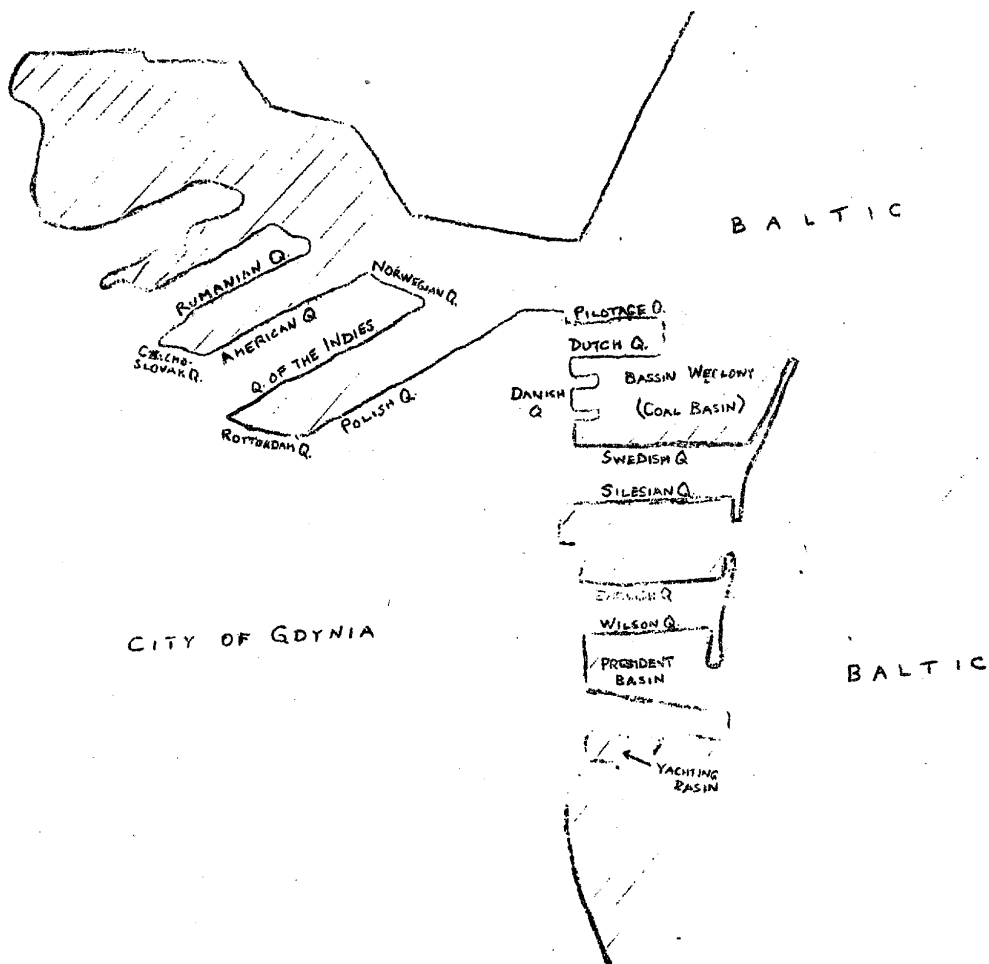 BALTIC
RUMANIAN Q.
NORWEGIAN Q.
AMERICAN Q
SLOVAK Q.
Q. OF THE INDIES
POLISH Q.
ROTTERDAM Q.
PILOTAGE Q.
DUTCH Q.
DANISH
Q
BASSIN WEGLOWY
(COAL BASIN)
SWEDISH Q
SILESIAN Q.
ENGLISH Q
WILSON Q.
PRESIDENT
BASIN
YACHTING
BASIN
CITY OF GDYNIA
BALTIC